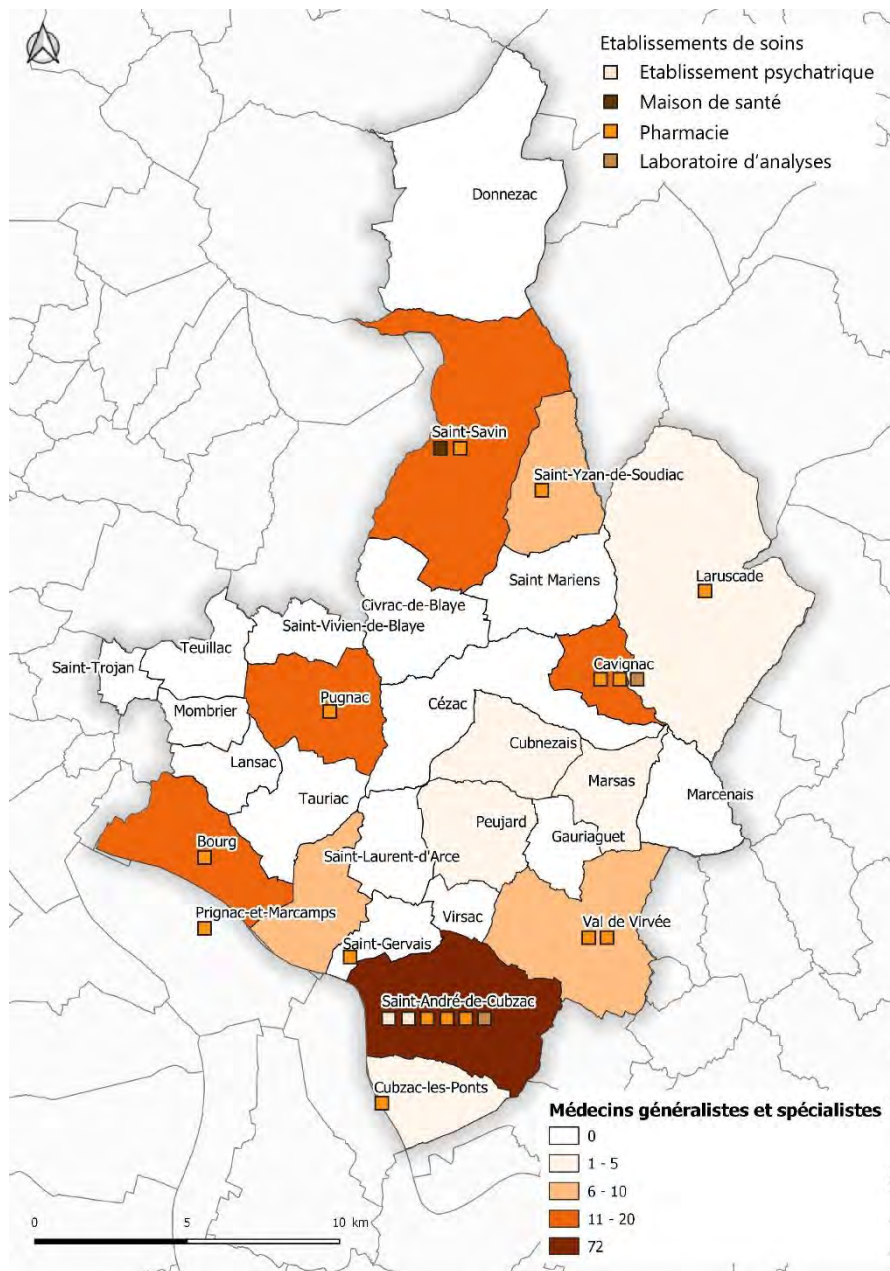 Etablissements de soins
Etablissement psychatrique
Maison de santé
Pharmacie
Laboratoire d'analyses
Donnezac
Saint-Savin
Saint-Yzan-de-Soudiac
Saint Mariens
Laruscade
Civrac-de-Blaye
Saint-Vivien-de-Blaye
Teuillac
Saint-Trojan
Cavignac
Pugnac
Mombrier
Cézac
Cubnezais
Lansac
Marsas
Marcenais
Tauriac
Peujard
Gauriaguet
Bourg
Saint-Laurent-d'Arce
Prignac-et-Marcamps
Virsac
Val de Virvée
Saint-Gervais
Saint-André-de-Cubzac
Cubzac-les-Ponts
Médecins généralistes et spécialistes
0
1 - 5
6 - 10
11 - 20
72
0 5 10 km